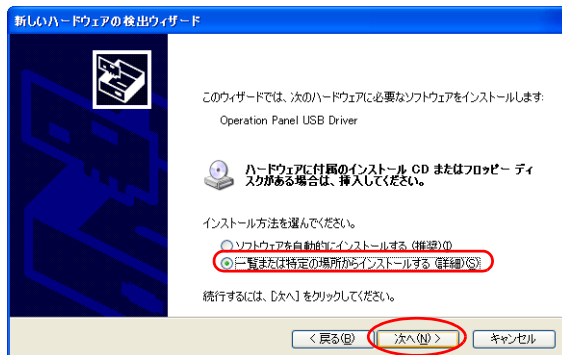 新しいハードウェアの検出ウィザード
このウィザードでは、次のハードウェアに必要なソフトウェアをインストールします:
Operation Panel USB Driver
ハードウェアに付属のインストール CD またはフロッピー ディ
スクがある場合は、挿入してください。
インストール方法を選んでください。
ソフトウェアを自動的にインストールする (推奨)(I)
一覧または特定の場所からインストールする (詳細)(S)
続行するには、[次へ] をクリックしてください。
< 戻る(B) 次へ(N) > キャンセル